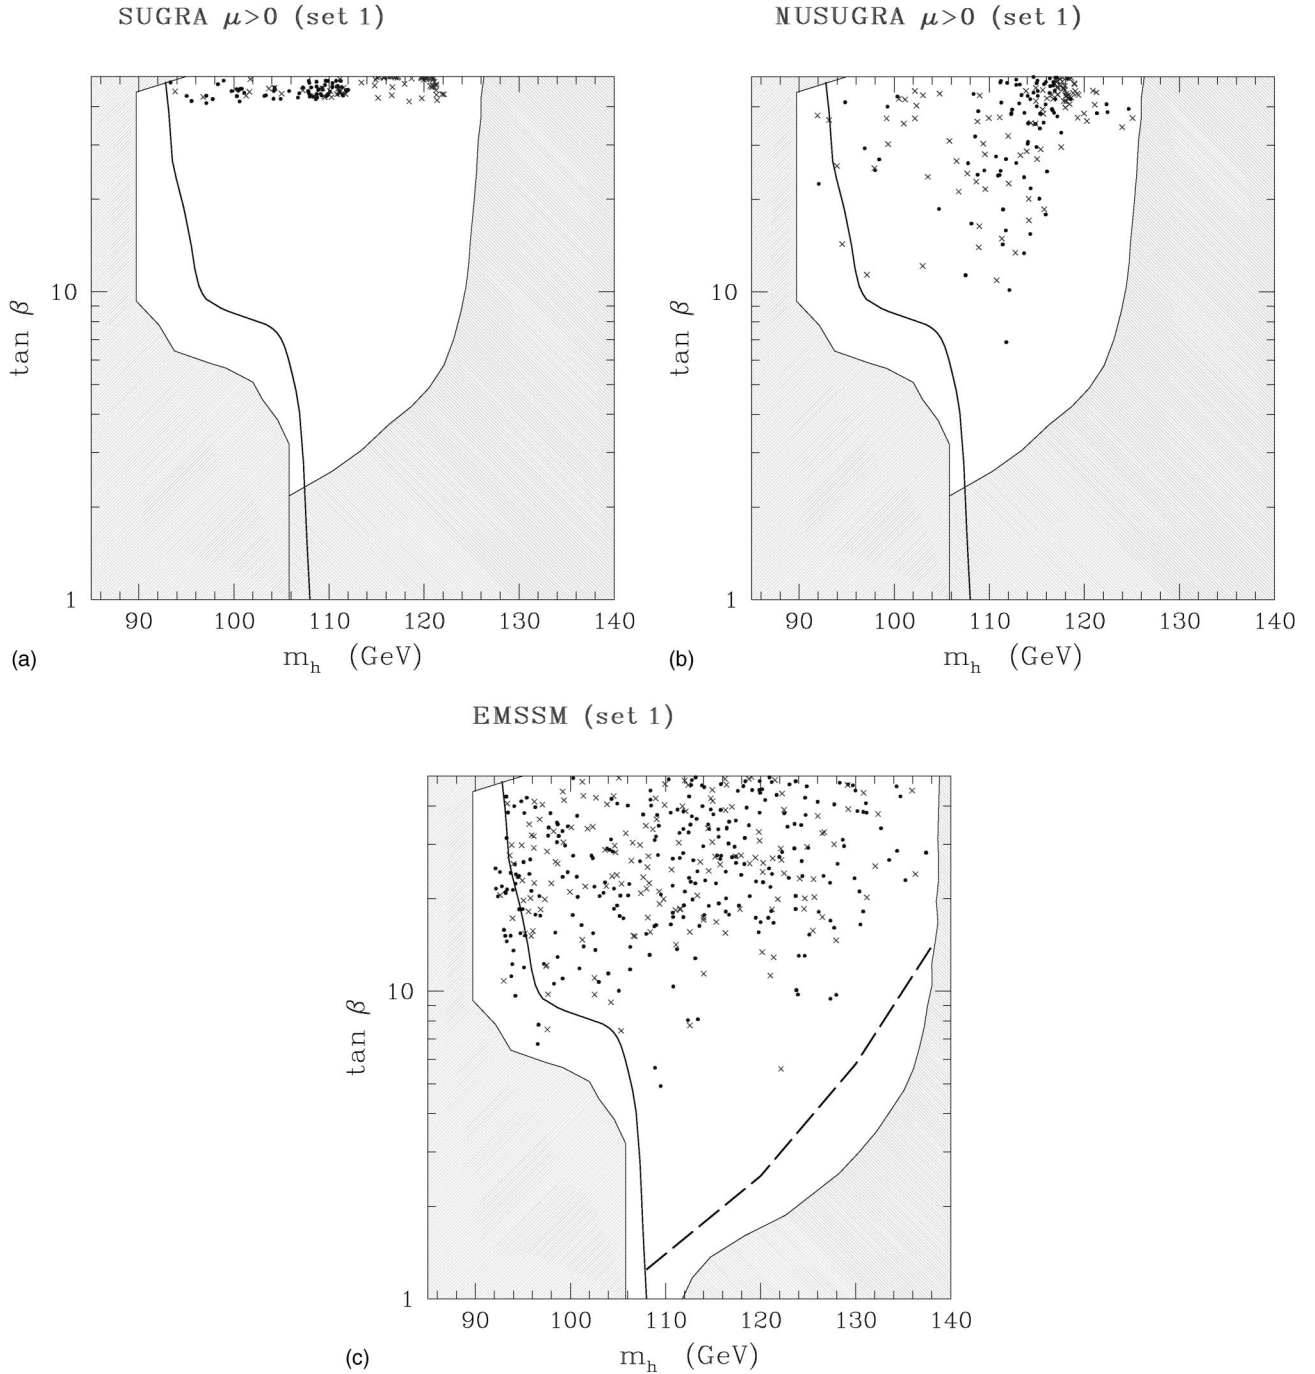 SUGRA μ>0 (set 1)
NUSUGRA μ>0 (set 1)
tan β
10
1
90 100 110 120 130 140
m_h (GeV)
(a)
tan β
10
1
90 100 110 120 130 140
m_h (GeV)
(b)
EMSSM (set 1)
tan β
10
1
90 100 110 120 130 140
m_h (GeV)
(c)